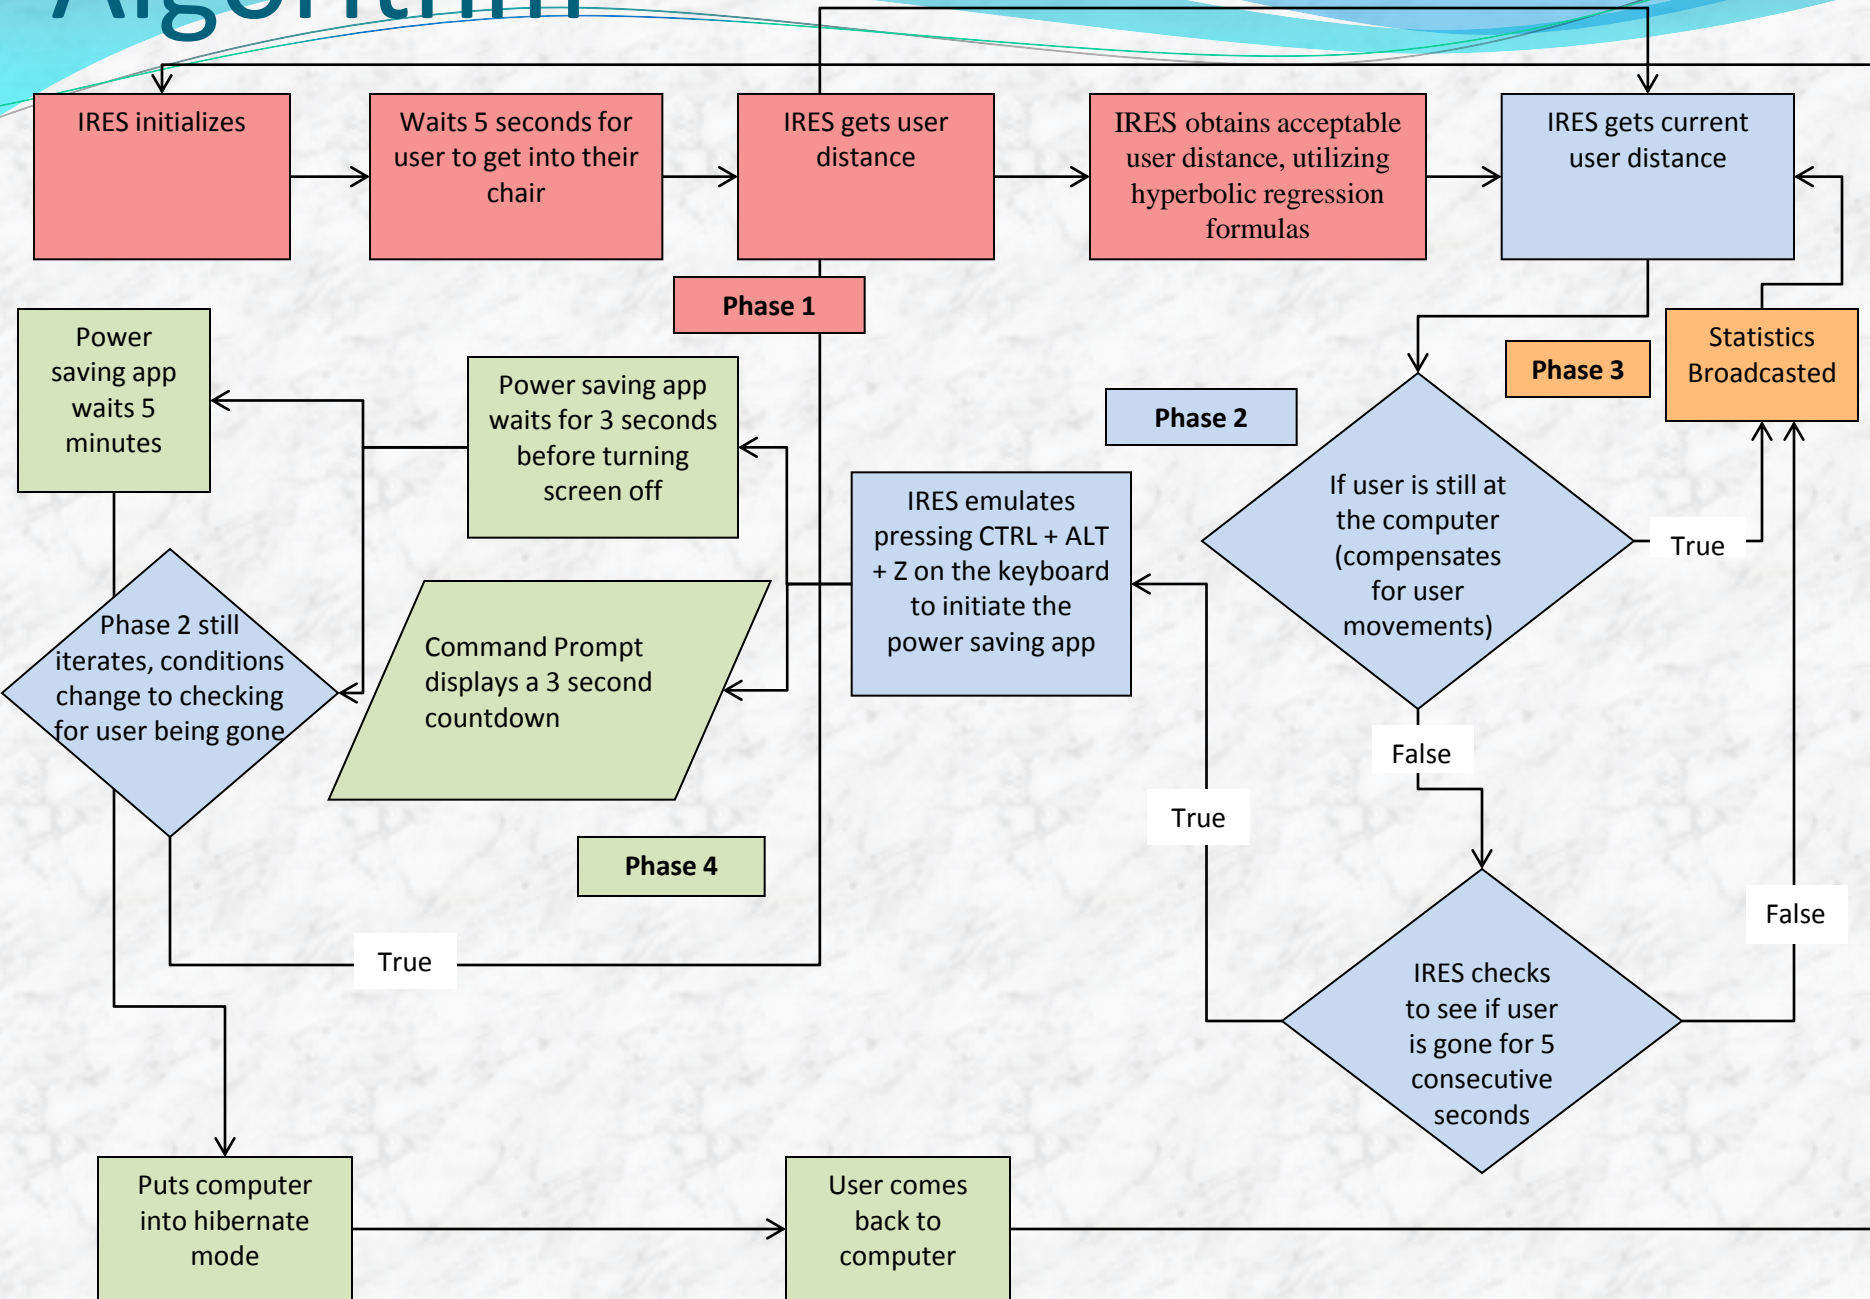 Algorithm
IRES initializes
Waits 5 seconds for
user to get into their
chair
IRES gets user
distance
IRES obtains acceptable
user distance, utilizing
hyperbolic regression
formulas
IRES gets current
user distance
Phase 1
Power
saving app
waits 5
minutes
Power saving app
waits for 3 seconds
before turning
screen off
Phase 2
Phase 3
Statistics
Broadcasted
IRES emulates
pressing CTRL + ALT
+ Z on the keyboard
to initiate the
power saving app
If user is still at
the computer
(compensates
for user
movements)
True
Phase 2 still
iterates, conditions
change to checking
for user being gone
Command Prompt
displays a 3 second
countdown
False
True
Phase 4
False
True
IRES checks
to see if user
is gone for 5
consecutive
seconds
Puts computer
into hibernate
mode
User comes
back to
computer